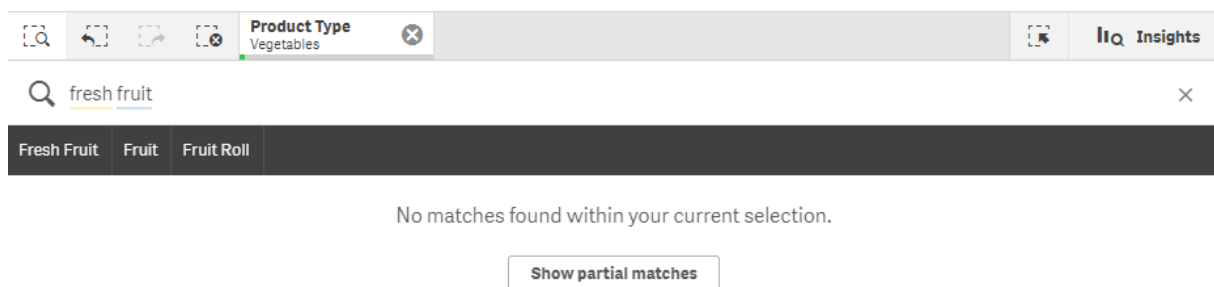 Product Type
Vegetables
Insights
fresh fruit
Fresh Fruit Fruit Fruit Roll
No matches found within your current selection.
Show partial matches